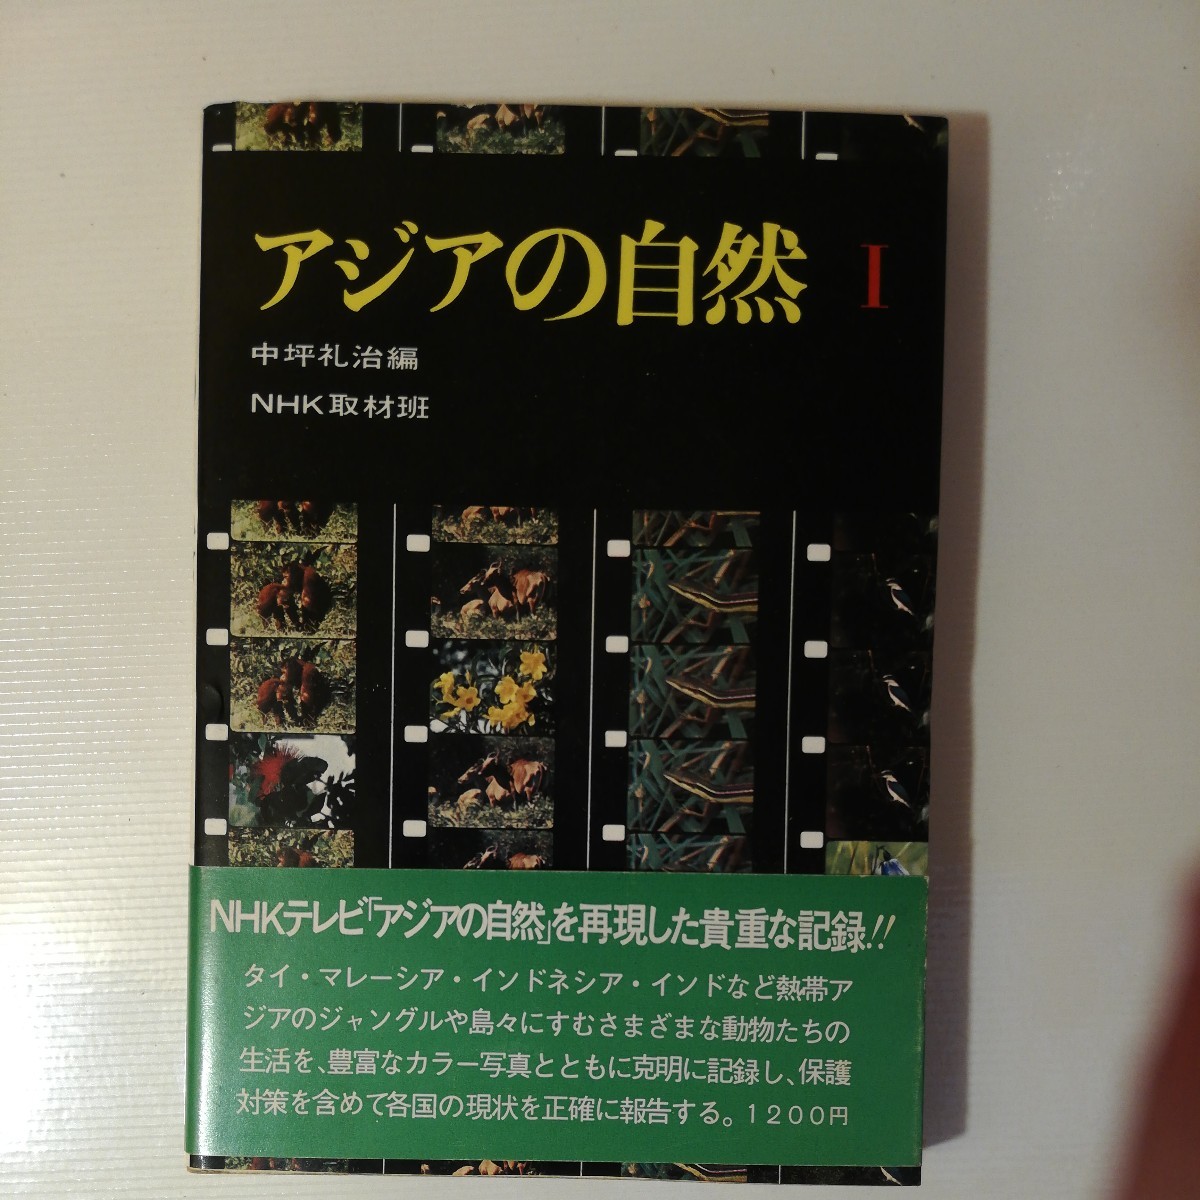 アジアの自然 I
中坪礼治編
NHK取材班
NHKテレビ「アジアの自然」を再現した貴重な記録!!
タイ・マレーシア・インドネシア・インドなど熱帯ア
ジアのジャングルや島々にすむさまざまな動物たちの
生活を、豊富なカラー写真とともに克明に記録し、保護
対策を含めて各国の現状を正確に報告する。1200円